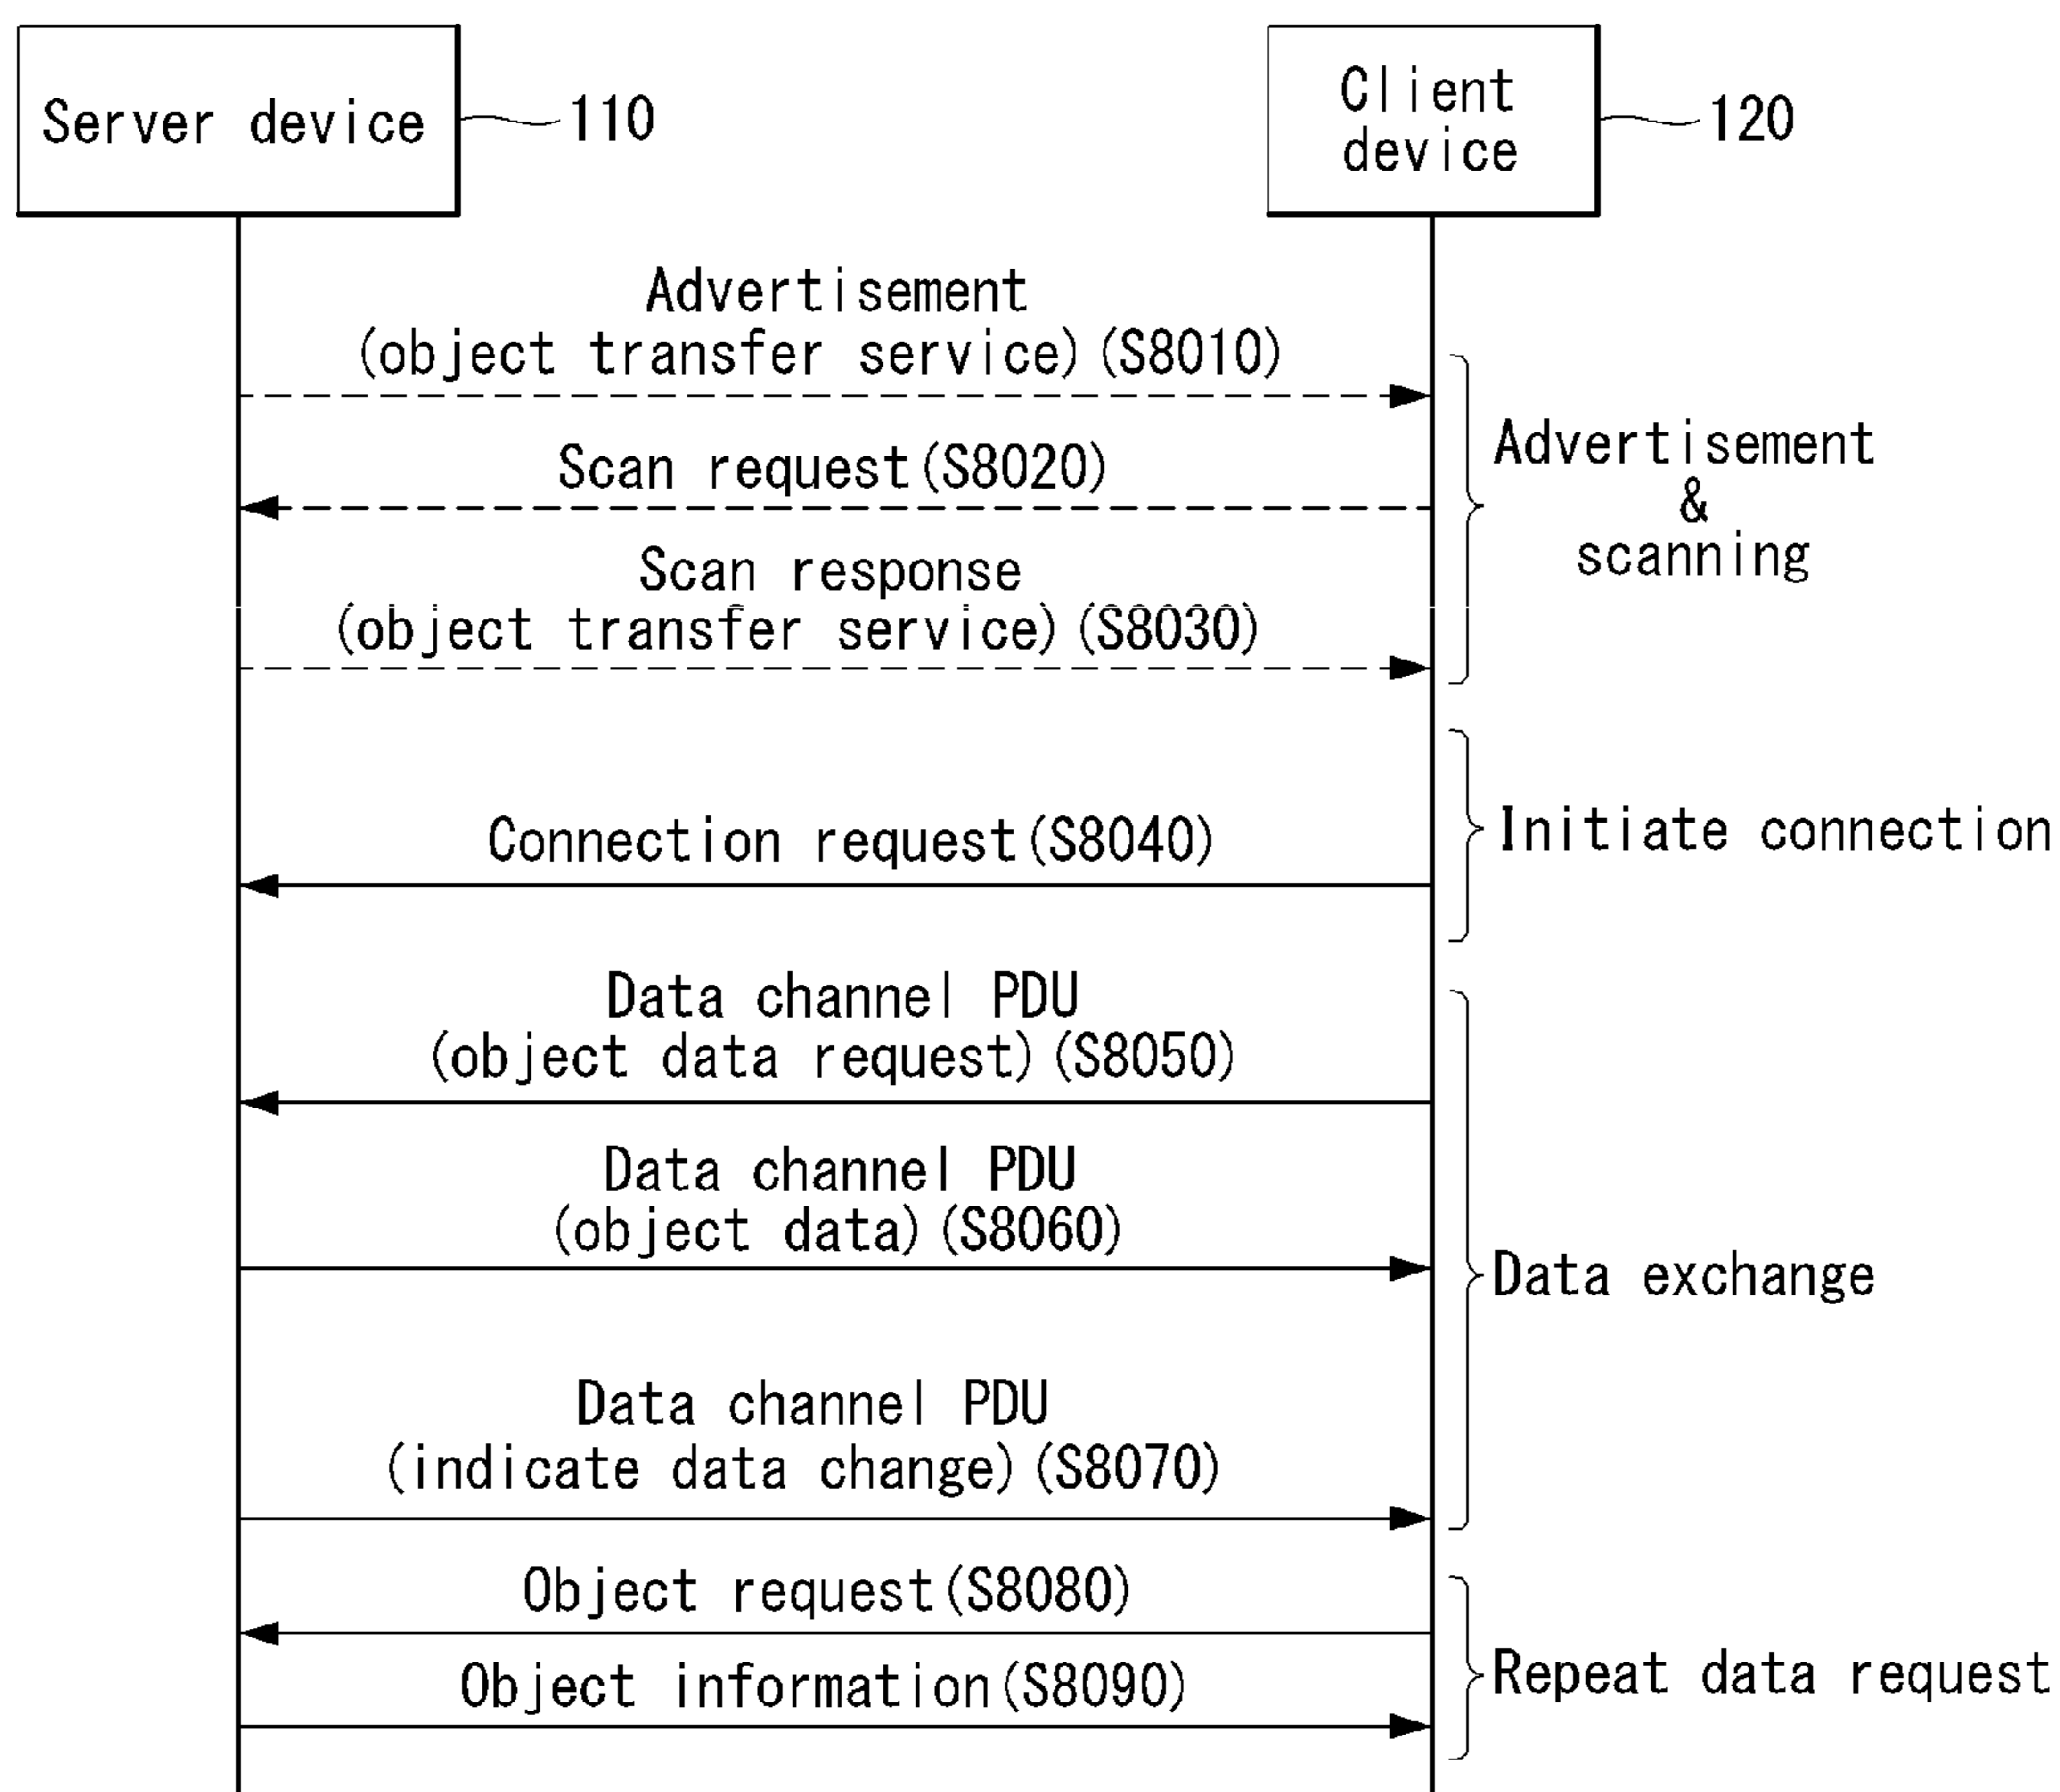 Server device
110
Client
device
120
Advertisement
(object transfer service)(S8010)
Scan request(S8020)
Scan response
(object transfer service)(S8030)
Advertisement
&
scanning
Connection request(S8040)
Initiate connection
Data channel PDU
(object data request)(S8050)
Data channel PDU
(object data)(S8060)
Data channel PDU
(indicate data change)(S8070)
Data exchange
Object request(S8080)
Object information(S8090)
Repeat data request